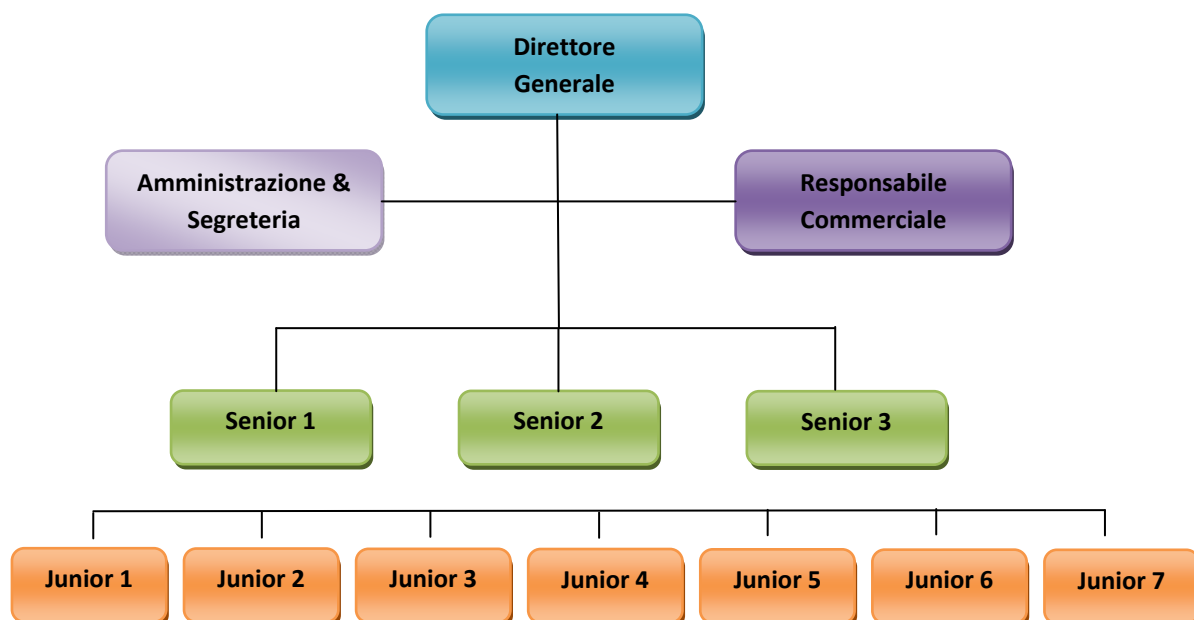 Direttore
Generale
Amministrazione &
Segreteria
Responsabile
Commerciale
Senior 1
Senior 2
Senior 3
Junior 1
Junior 2
Junior 3
Junior 4
Junior 5
Junior 6
Junior 7